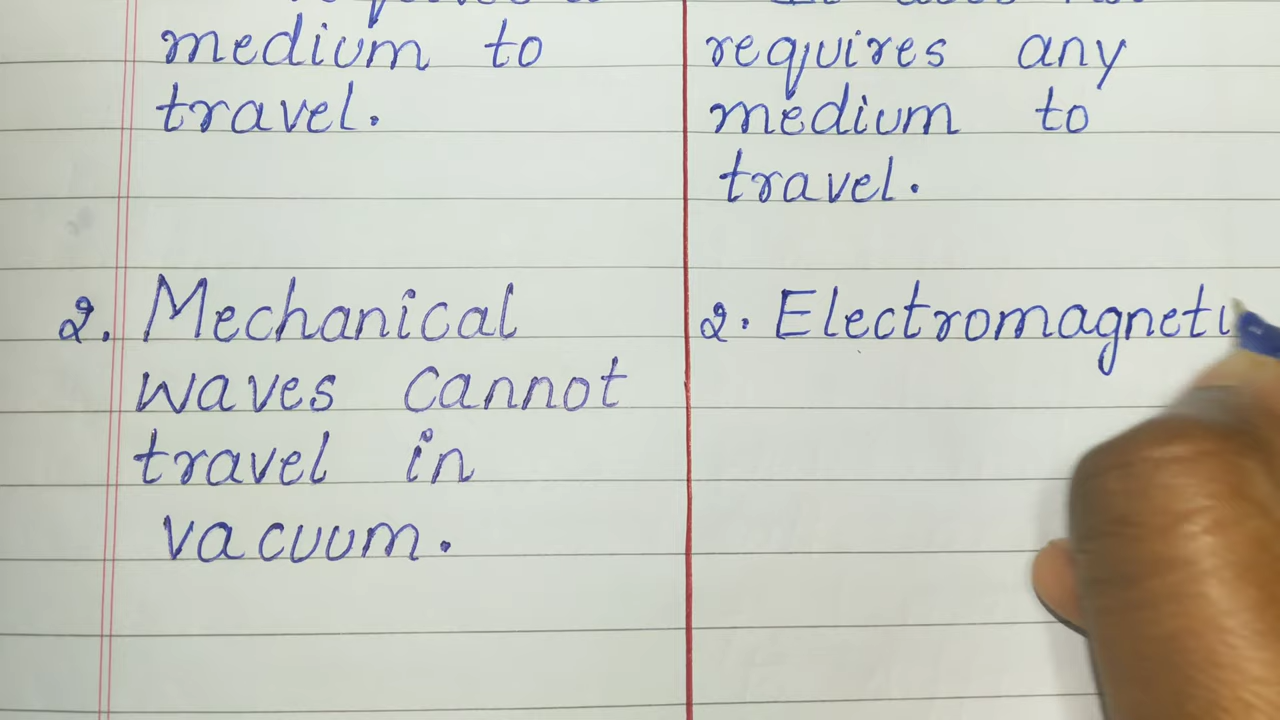 medium to
travel.
requires any
medium to
travel.
2. Mechanical
waves cannot
travel in
vacuum.
2. Electromagneti